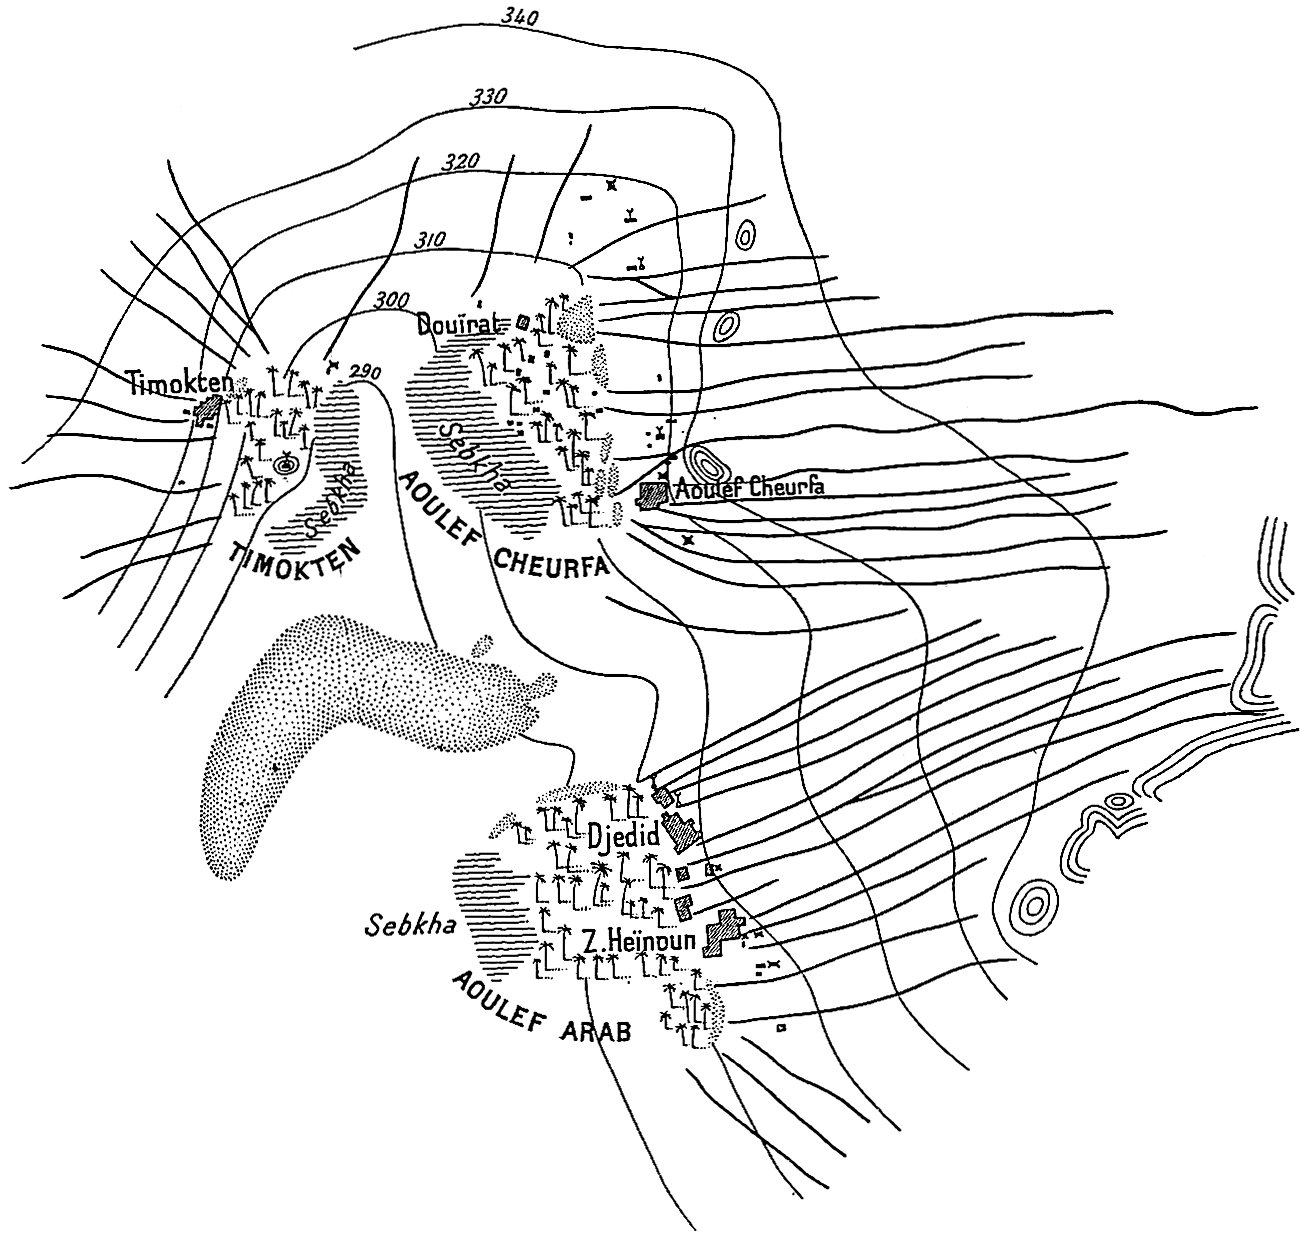 340
330
320
310
300
Douïrat
290
Timokten
Sebkha
Sebkha
Aoulef Cheurfa
AOULEF CHEURFA
TIMOKTEN
Djedid
Sebkha
Z. Heïnoun
AOULEF ARAB